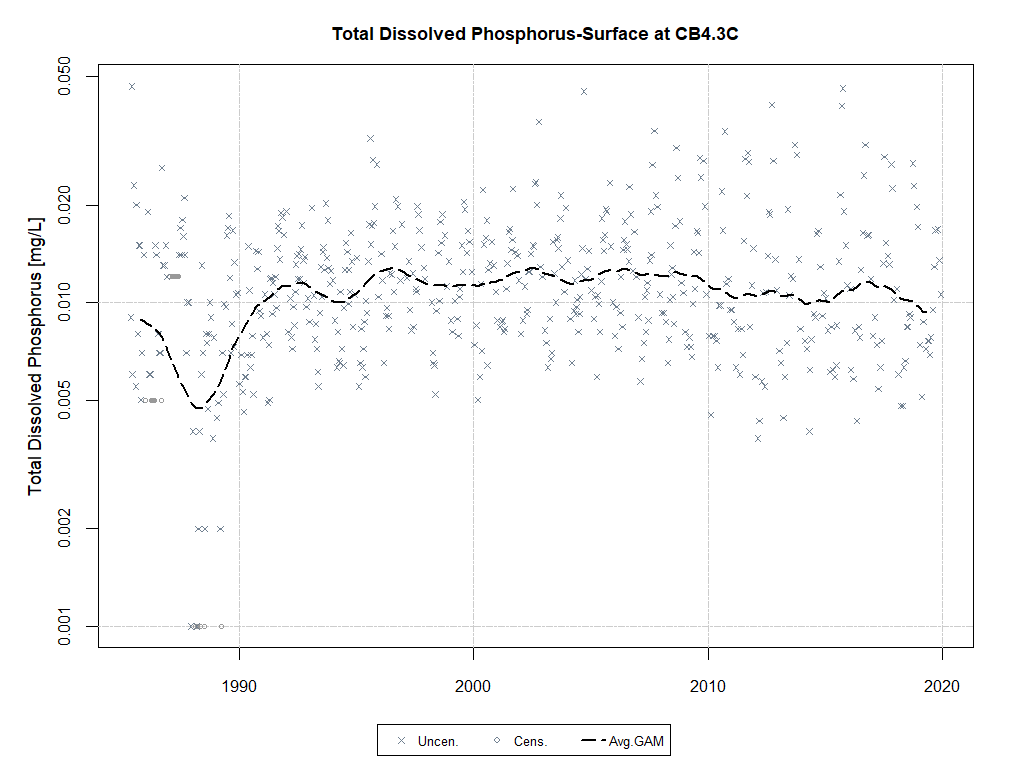 Total Dissolved Phosphorus-Surface at CB4.3C
Total Dissolved Phosphorus [mg/L]
0.050
0.020
0.010
0.005
0.002
0.001
1990 2000 2010 2020
Uncen. Cens. Avg.GAM